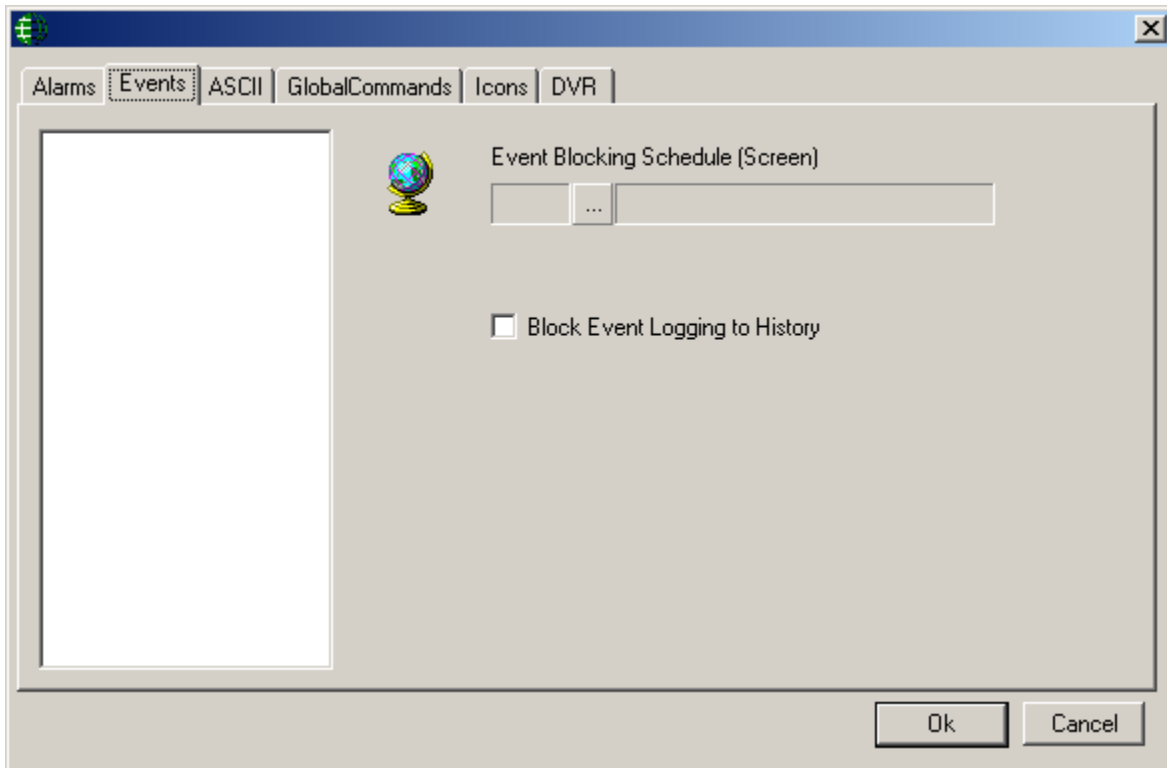 Alarms Events ASCII GlobalCommands Icons DVR
Event Blocking Schedule (Screen)
...
Block Event Logging to History
Ok Cancel